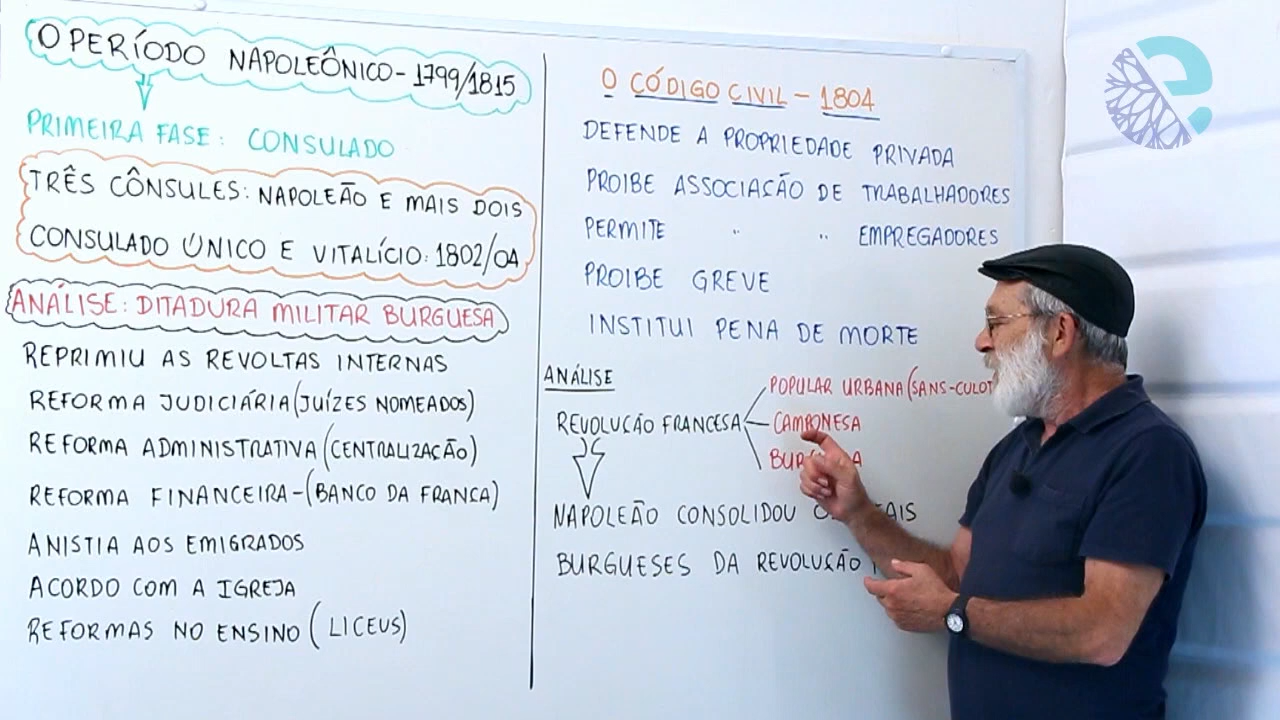 O PERÍODO NAPOLEÔNICO - 1799/1815
PRIMEIRA FASE: CONSULADO
TRÊS CÔNSULES: NAPOLEÃO E MAIS DOIS
CONSULADO ÚNICO E VITALÍCIO: 1802/04
ANÁLISE: DITADURA MILITAR BURGUESA
REPRIMIU AS REVOLTAS INTERNAS
REFORMA JUDICIÁRIA (JUÍZES NOMEADOS)
REFORMA ADMINISTRATIVA (CENTRALIZAÇÃO)
REFORMA FINANCEIRA - (BANCO DA FRANÇA)
ANISTIA AOS EMIGRADOS
ACORDO COM A IGREJA
REFORMAS NO ENSINO (LICEUS)
O CÓDIGO CIVIL - 1804
DEFENDE A PROPRIEDADE PRIVADA
PROIBE ASSOCIAÇÃO DE TRABALHADORES
PERMITE " " EMPREGADORES
PROIBE GREVE
INSTITUI PENA DE MORTE
ANÁLISE
POPULAR URBANA (SANS-CULOT
REVOLUÇÃO FRANCESA
CAMPONESA
NAPOLEÃO CONSOLIDOU
BURGUESES DA REVOLUÇÃO